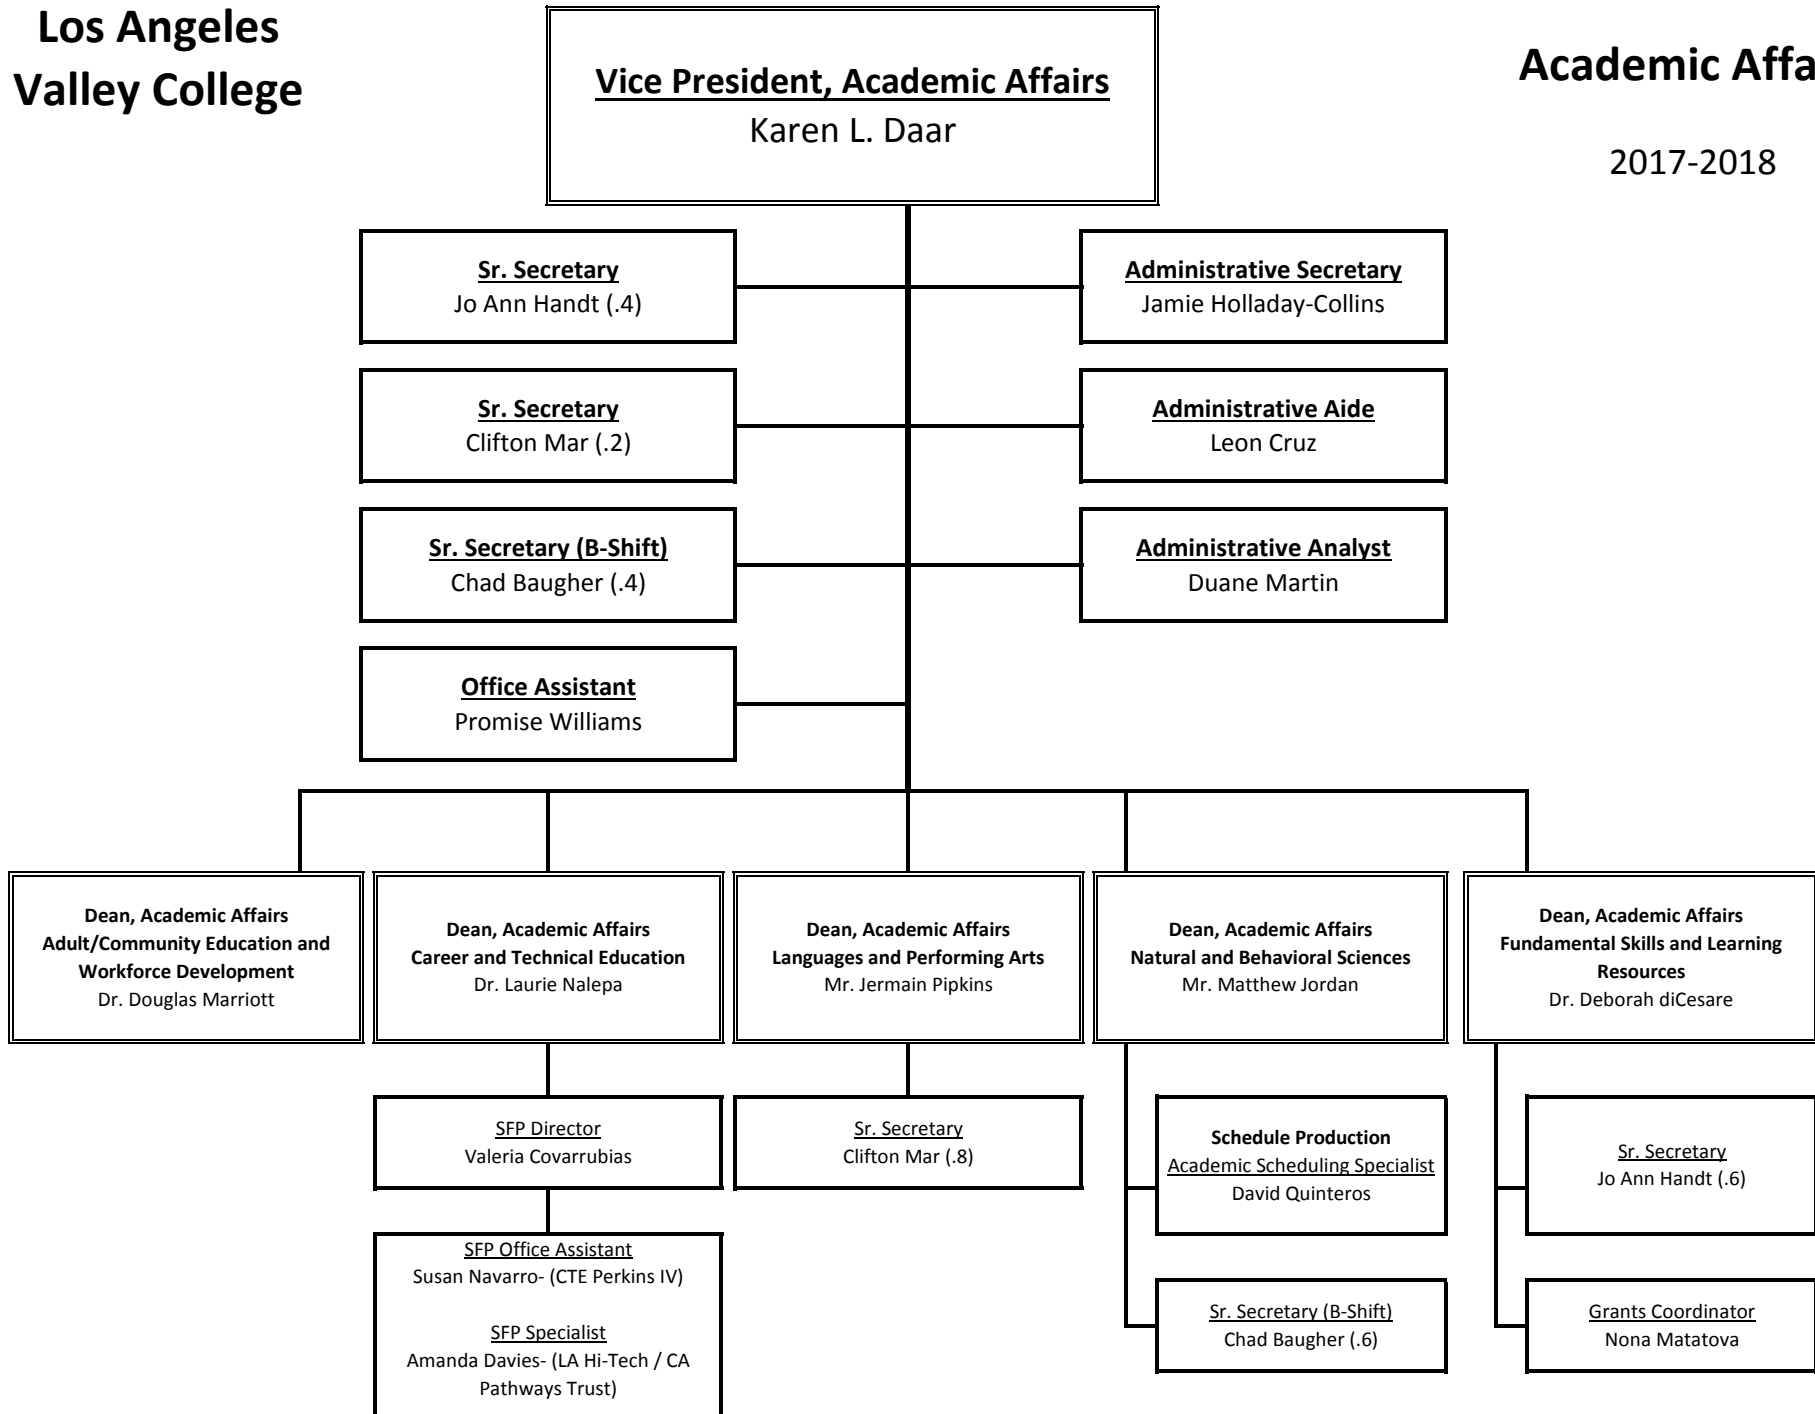 Los Angeles
Valley College
Vice President, Academic Affairs
Karen L. Daar
Academic Affa
2017-2018
Sr. Secretary
Jo Ann Handt (.4)
Administrative Secretary
Jamie Holladay-Collins
Sr. Secretary
Clifton Mar (.2)
Administrative Aide
Leon Cruz
Sr. Secretary (B-Shift)
Chad Baugher (.4)
Administrative Analyst
Duane Martin
Office Assistant
Promise Williams
Dean, Academic Affairs
Adult/Community Education and
Workforce Development
Dr. Douglas Marriott
Dean, Academic Affairs
Career and Technical Education
Dr. Laurie Nalepa
Dean, Academic Affairs
Languages and Performing Arts
Mr. Jermain Pipkins
Dean, Academic Affairs
Natural and Behavioral Sciences
Mr. Matthew Jordan
Dean, Academic Affairs
Fundamental Skills and Learning
Resources
Dr. Deborah diCesare
SFP Director
Valeria Covarrubias
Sr. Secretary
Clifton Mar (.8)
Schedule Production
Academic Scheduling Specialist
David Quinteros
Sr. Secretary
Jo Ann Handt (.6)
SFP Office Assistant
Susan Navarro- (CTE Perkins IV)
SFP Specialist
Amanda Davies- (LA Hi-Tech / CA
Pathways Trust)
Sr. Secretary (B-Shift)
Chad Baugher (.6)
Grants Coordinator
Nona Matatova